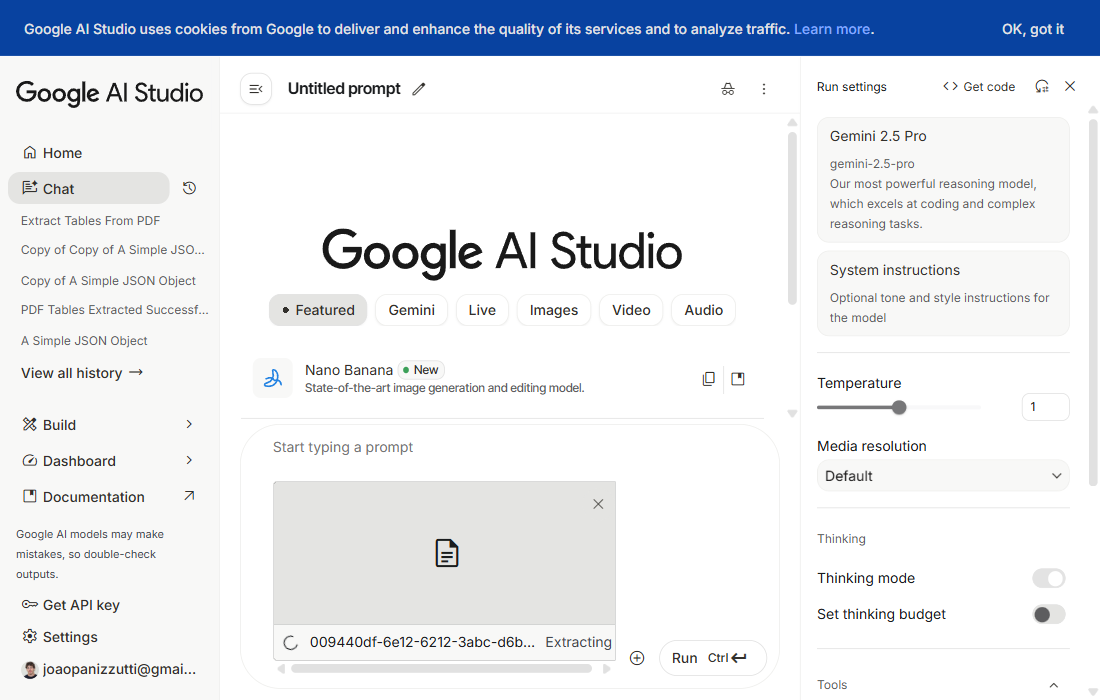 Google AI Studio uses cookies from Google to deliver and enhance the quality of its services and to analyze traffic. Learn more.
OK, got it
Google AI Studio
Home
Chat
Extract Tables From PDF
Copy of Copy of A Simple JSO...
Copy of A Simple JSON Object
PDF Tables Extracted Successf...
A Simple JSON Object
View all history →
Build
Dashboard
Documentation
Google AI models may make
mistakes, so double-check
outputs.
Get API key
Settings
joaopanizzutti@gmai...
Untitled prompt
Google AI Studio
Featured
Gemini
Live
Images
Video
Audio
Nano Banana
New
State-of-the-art image generation and editing model.
Start typing a prompt
009440df-6e12-6212-3abc-d6b...
Extracting
Run Ctrl
Run settings
Get code
Gemini 2.5 Pro
gemini-2.5-pro
Our most powerful reasoning model,
which excels at coding and complex
reasoning tasks.
System instructions
Optional tone and style instructions for
the model
Temperature
1
Media resolution
Default
Thinking
Thinking mode
Set thinking budget
Tools